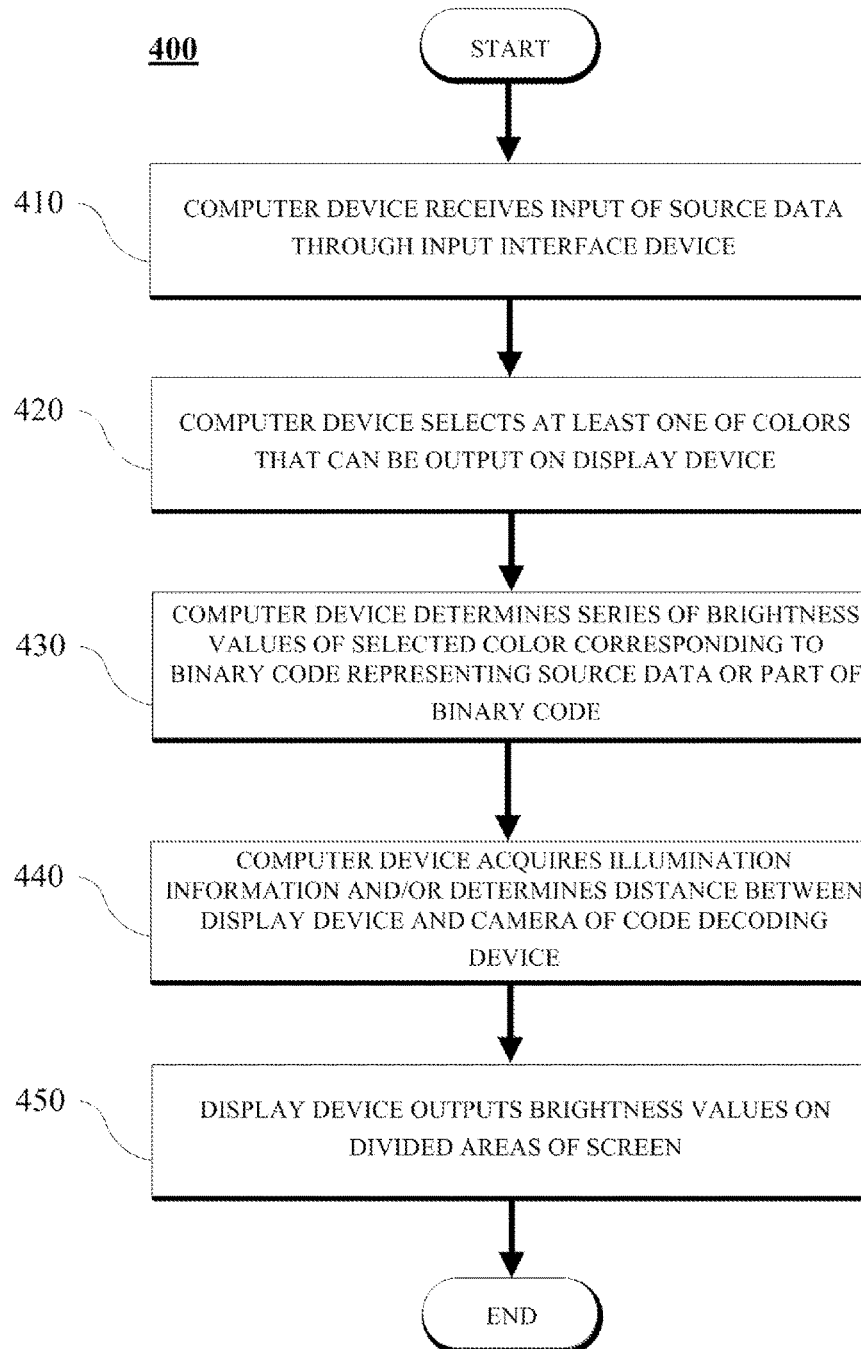 400
START
410
COMPUTER DEVICE RECEIVES INPUT OF SOURCE DATA
THROUGH INPUT INTERFACE DEVICE
420
COMPUTER DEVICE SELECTS AT LEAST ONE OF COLORS
THAT CAN BE OUTPUT ON DISPLAY DEVICE
430
COMPUTER DEVICE DETERMINES SERIES OF BRIGHTNESS
VALUES OF SELECTED COLOR CORRESPONDING TO
BINARY CODE REPRESENTING SOURCE DATA OR PART OF
BINARY CODE
440
COMPUTER DEVICE ACQUIRES ILLUMINATION
INFORMATION AND/OR DETERMINES DISTANCE BETWEEN
DISPLAY DEVICE AND CAMERA OF CODE DECODING
DEVICE
450
DISPLAY DEVICE OUTPUTS BRIGHTNESS VALUES ON
DIVIDED AREAS OF SCREEN
END